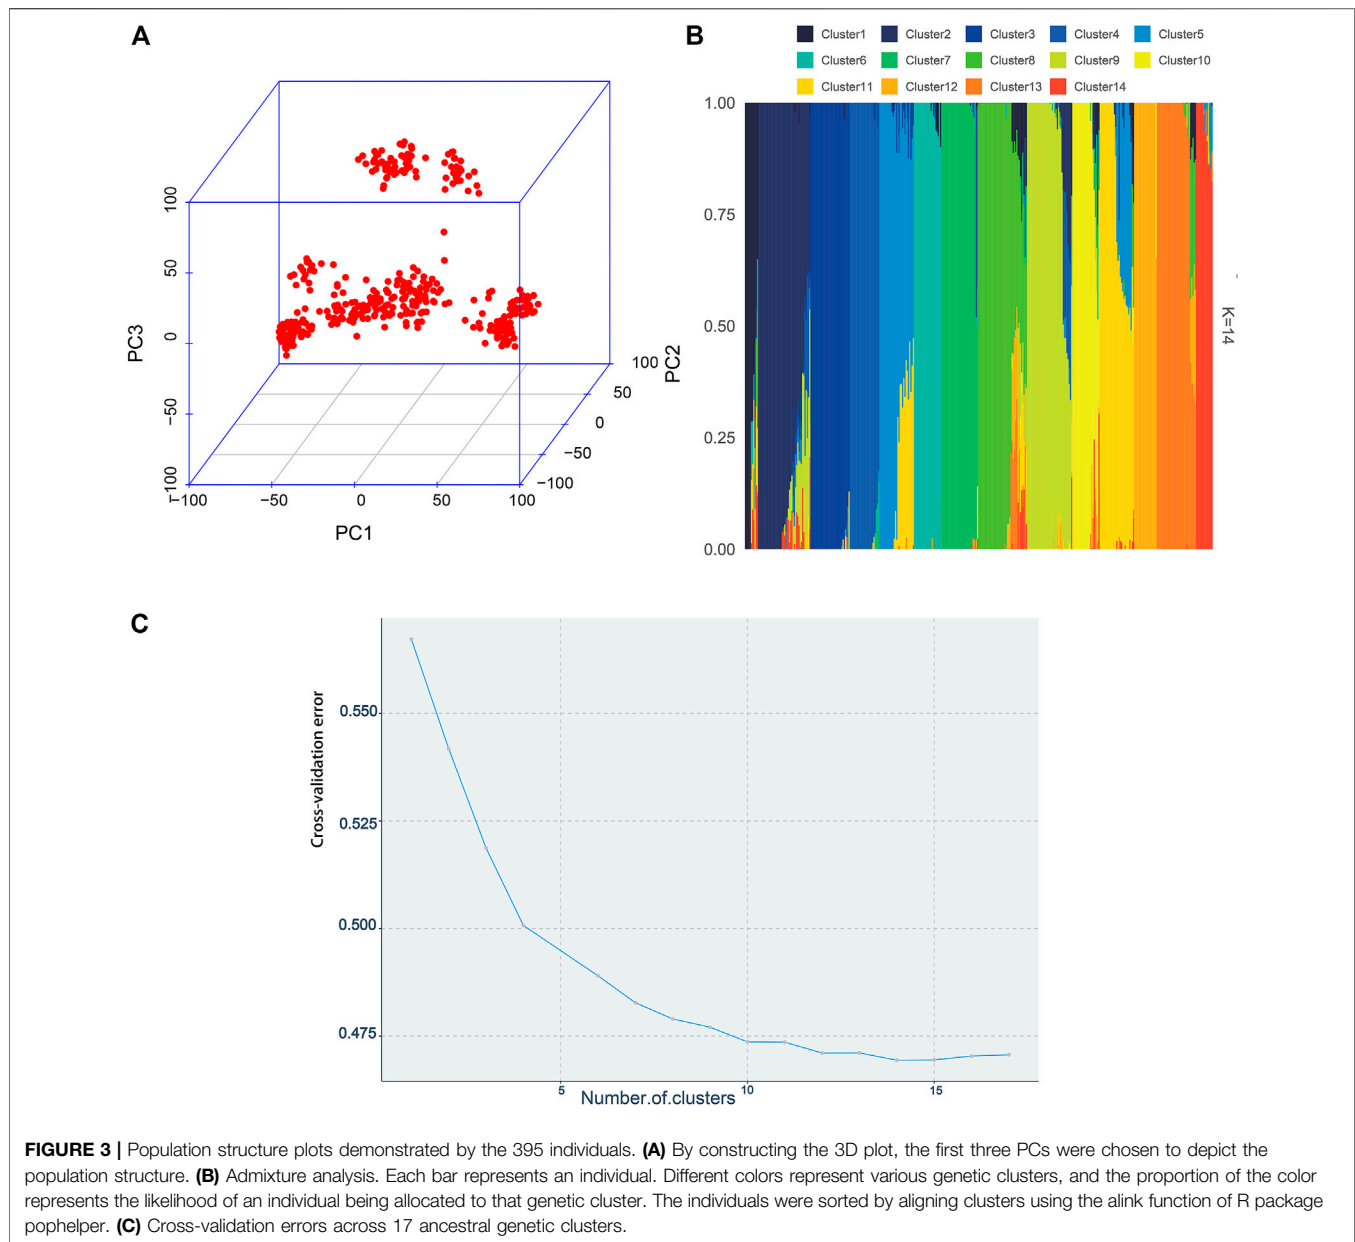 A
B
Cluster1 Cluster2 Cluster3 Cluster4 Cluster5
Cluster6 Cluster7 Cluster8 Cluster9 Cluster10
Cluster11 Cluster12 Cluster13 Cluster14
PC3
100
50
0
−50
−100
−100 −50 0 50 100
PC1
100
50
0
−50
−100
PC2
1.00
0.75
0.50
0.25
0.00
K=14
C
Cross-validation error
0.550
0.525
0.500
0.475
5 10 15
Number.of.clusters
FIGURE 3 | Population structure plots demonstrated by the 395 individuals. (A) By constructing the 3D plot, the first three PCs were chosen to depict the
population structure. (B) Admixture analysis. Each bar represents an individual. Different colors represent various genetic clusters, and the proportion of the color
represents the likelihood of an individual being allocated to that genetic cluster. The individuals were sorted by aligning clusters using the alink function of R package
pophelper. (C) Cross-validation errors across 17 ancestral genetic clusters.